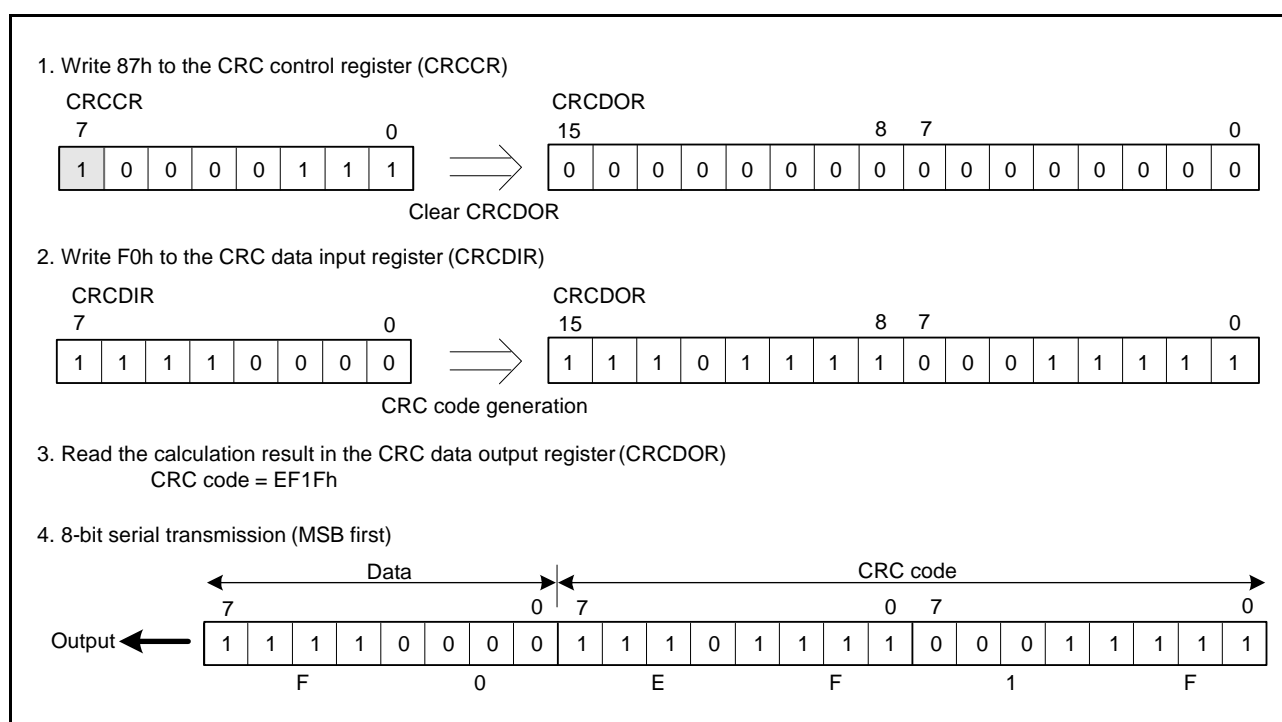 1. Write 87h to the CRC control register (CRCCR)
CRCCR CRCDOR
7 0 15 8 7 0
1 0 0 0 0 1 1 1 0 0 0 0 0 0 0 0 0 0 0 0 0 0 0 0
Clear CRCDOR
2. Write F0h to the CRC data input register (CRCDIR)
CRCDIR CRCDOR
7 0 15 8 7 0
1 1 1 1 0 0 0 0 1 1 1 0 1 1 1 1 0 0 0 1 1 1 1 1
CRC code generation
3. Read the calculation result in the CRC data output register (CRCDOR)
CRC code = EF1Fh
4. 8-bit serial transmission (MSB first)
Data CRC code
7 0 7 0 7 0
Output 1 1 1 1 0 0 0 0 1 1 1 0 1 1 1 1 0 0 0 1 1 1 1 1
F 0 E F 1 F